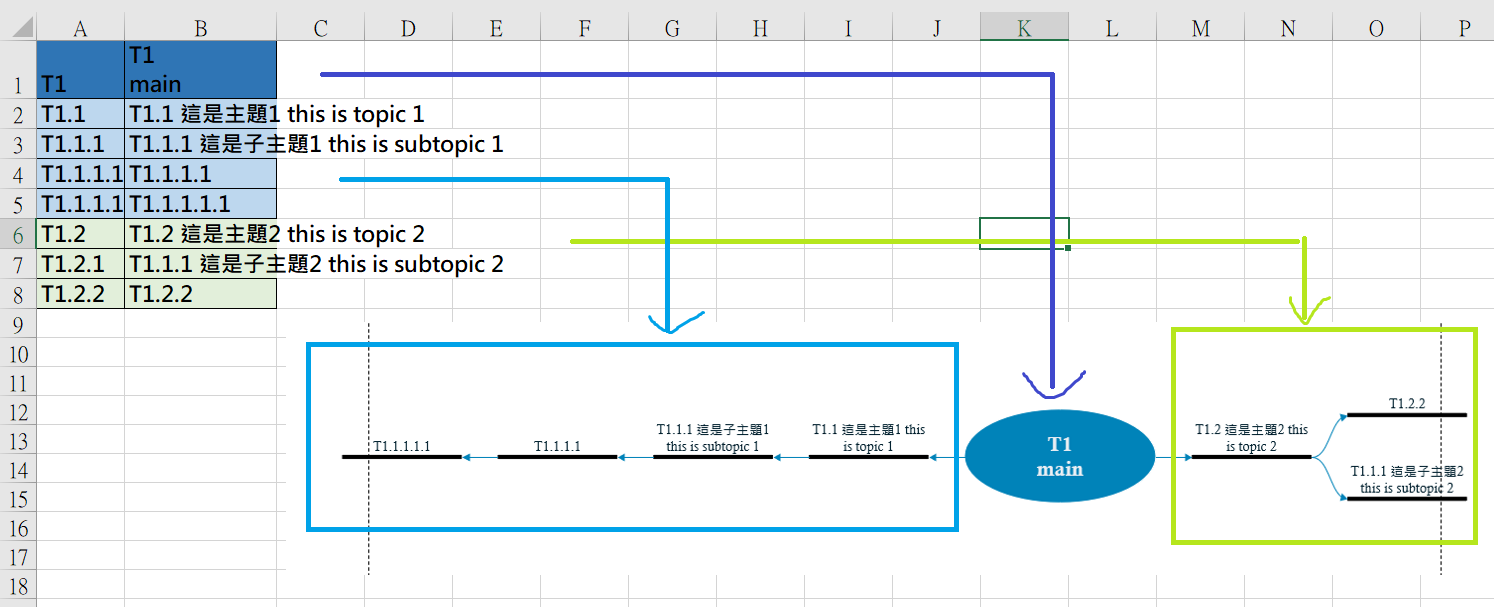 A B C D E F G H I J K L M N O P
1 T1 T1
main
2 T1.1 T1.1 這是主題1 this is topic 1
3 T1.1.1 T1.1.1 這是子主題1 this is subtopic 1
4 T1.1.1.1 T1.1.1.1
5 T1.1.1.1 T1.1.1.1.1
6 T1.2 T1.2 這是主題2 this is topic 2
7 T1.2.1 T1.1.1 這是子主題2 this is subtopic 2
8 T1.2.2 T1.2.2
9
10
11
12
13
14
15
16
17
18
T1.1.1.1.1
T1.1.1.1
T1.1.1 這是子主題1
this is subtopic 1
T1.1 這是主題1 this
is topic 1
T1
main
T1.2 這是主題2 this
is topic 2
T1.2.2
T1.1.1 這是子主題2
this is subtopic 2